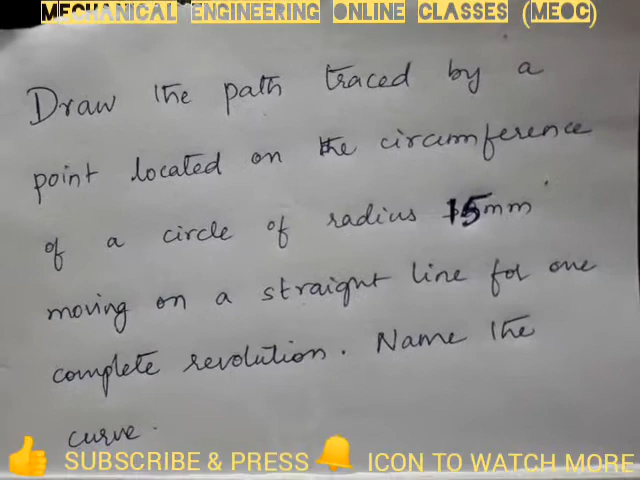 MECHANICAL ENGINEERING ONLINE CLASSES (MEOC)
Draw the path traced by a
point located on the circumference
of a circle of radius 15mm
moving on a straight line for one
complete revolution. Name the
curve.
SUBSCRIBE & PRESS ICON TO WATCH MORE